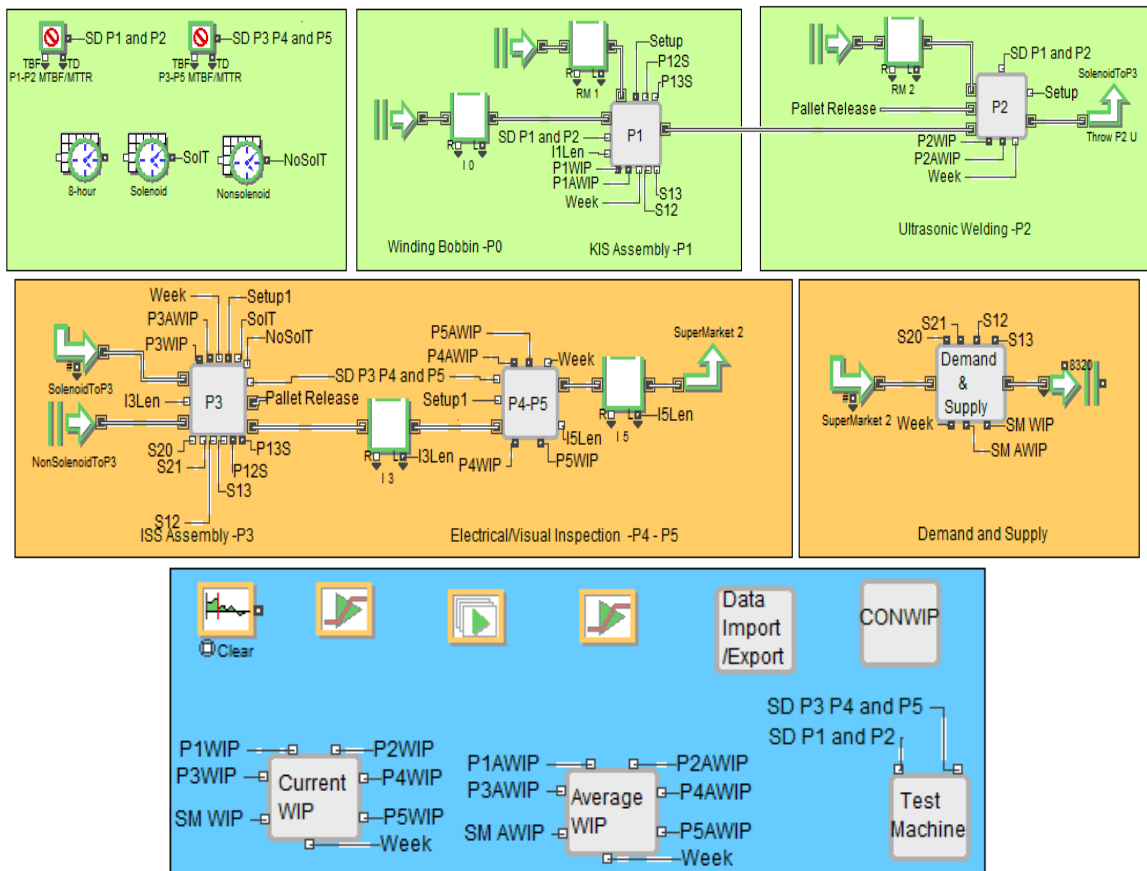 SD P1 and P2
SD P3 P4 and P5
TBF TD
P1-P2 MTBF/MTTR
TBF TD
P3-P5 MTBF/MTTR
SolT
NoSolT
8-hour
Solenoid
Nonsolenoid
R L
RM 1
Setup
P12S
P13S
R L
I 0
SD P1 and P2
I1Len
P1WIP
P1AWIP
Week
P1
S13
S12
Winding Bobbin -P0
KIS Assembly -P1
R L
RM 2
SD P1 and P2
Setup
SolenoidToP3
Pallet Release
P2
Throw P2 U
P2WIP
P2AWIP
Week
Ultrasonic Welding -P2
Week
Setup1
P3AWIP
SolT
NoSolT
P3WIP
#
SolenoidToP3
I3Len
P3
SD P3 P4 and P5
Pallet Release
NonSolenoidToP3
S20
S21
P13S
P12S
S13
S12
R L
I3Len
I 3
P5AWIP
P4AWIP
Week
Setup1
P4-P5
I5Len
P4WIP
P5WIP
R L
I5Len
I 5
SuperMarket 2
ISS Assembly -P3
Electrical/Visual Inspection -P4 - P5
S20
S21
S12
S13
Demand
&
Supply
8320
#
SuperMarket 2
Week
SM WIP
SM AWIP
Demand and Supply
Clear
Data
Import
/Export
CONWIP
P1WIP
P2WIP
P3WIP
Current
WIP
P4WIP
SM WIP
P5WIP
Week
P1AWIP
P2AWIP
P3AWIP
Average
WIP
P4AWIP
SM AWIP
P5AWIP
Week
SD P3 P4 and P5
SD P1 and P2
Test
Machine